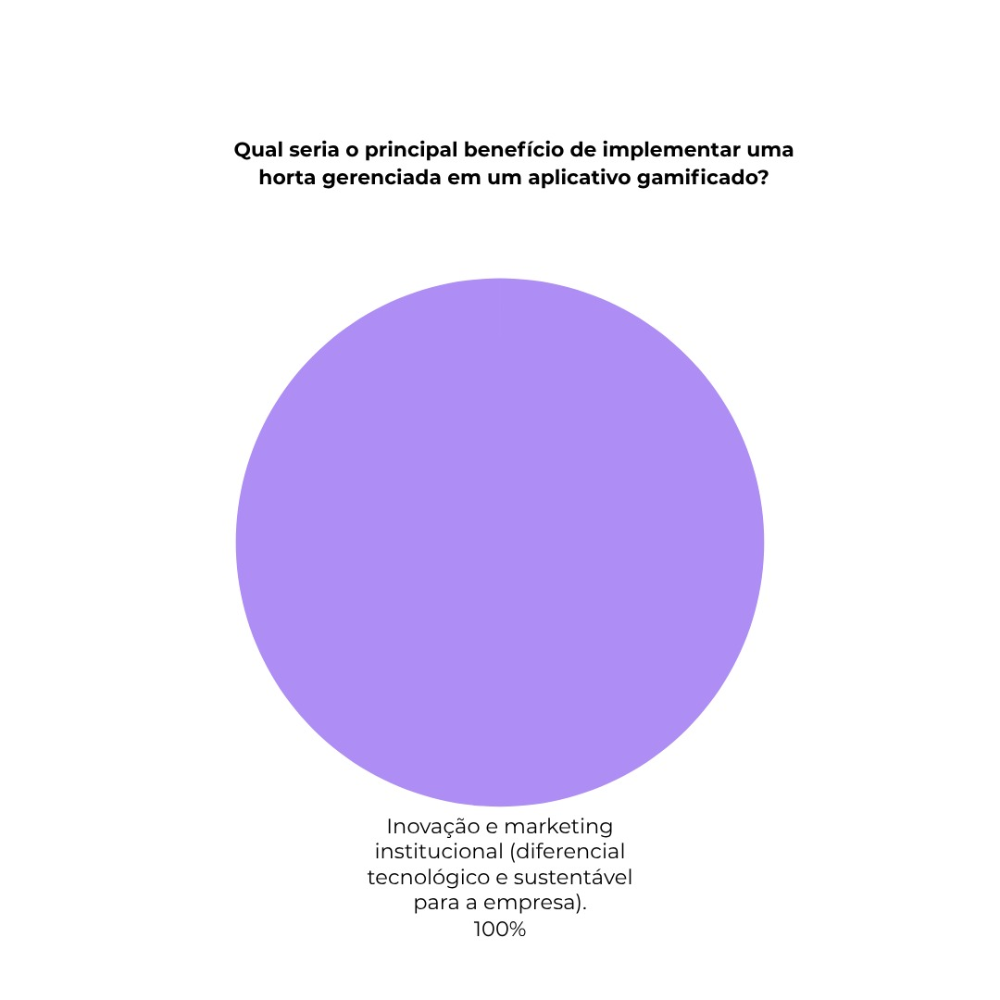 Qual seria o principal benefício de implementar uma
horta gerenciada em um aplicativo gamificado?
Inovação e marketing
institucional (diferencial
tecnológico e sustentável
para a empresa).
100%